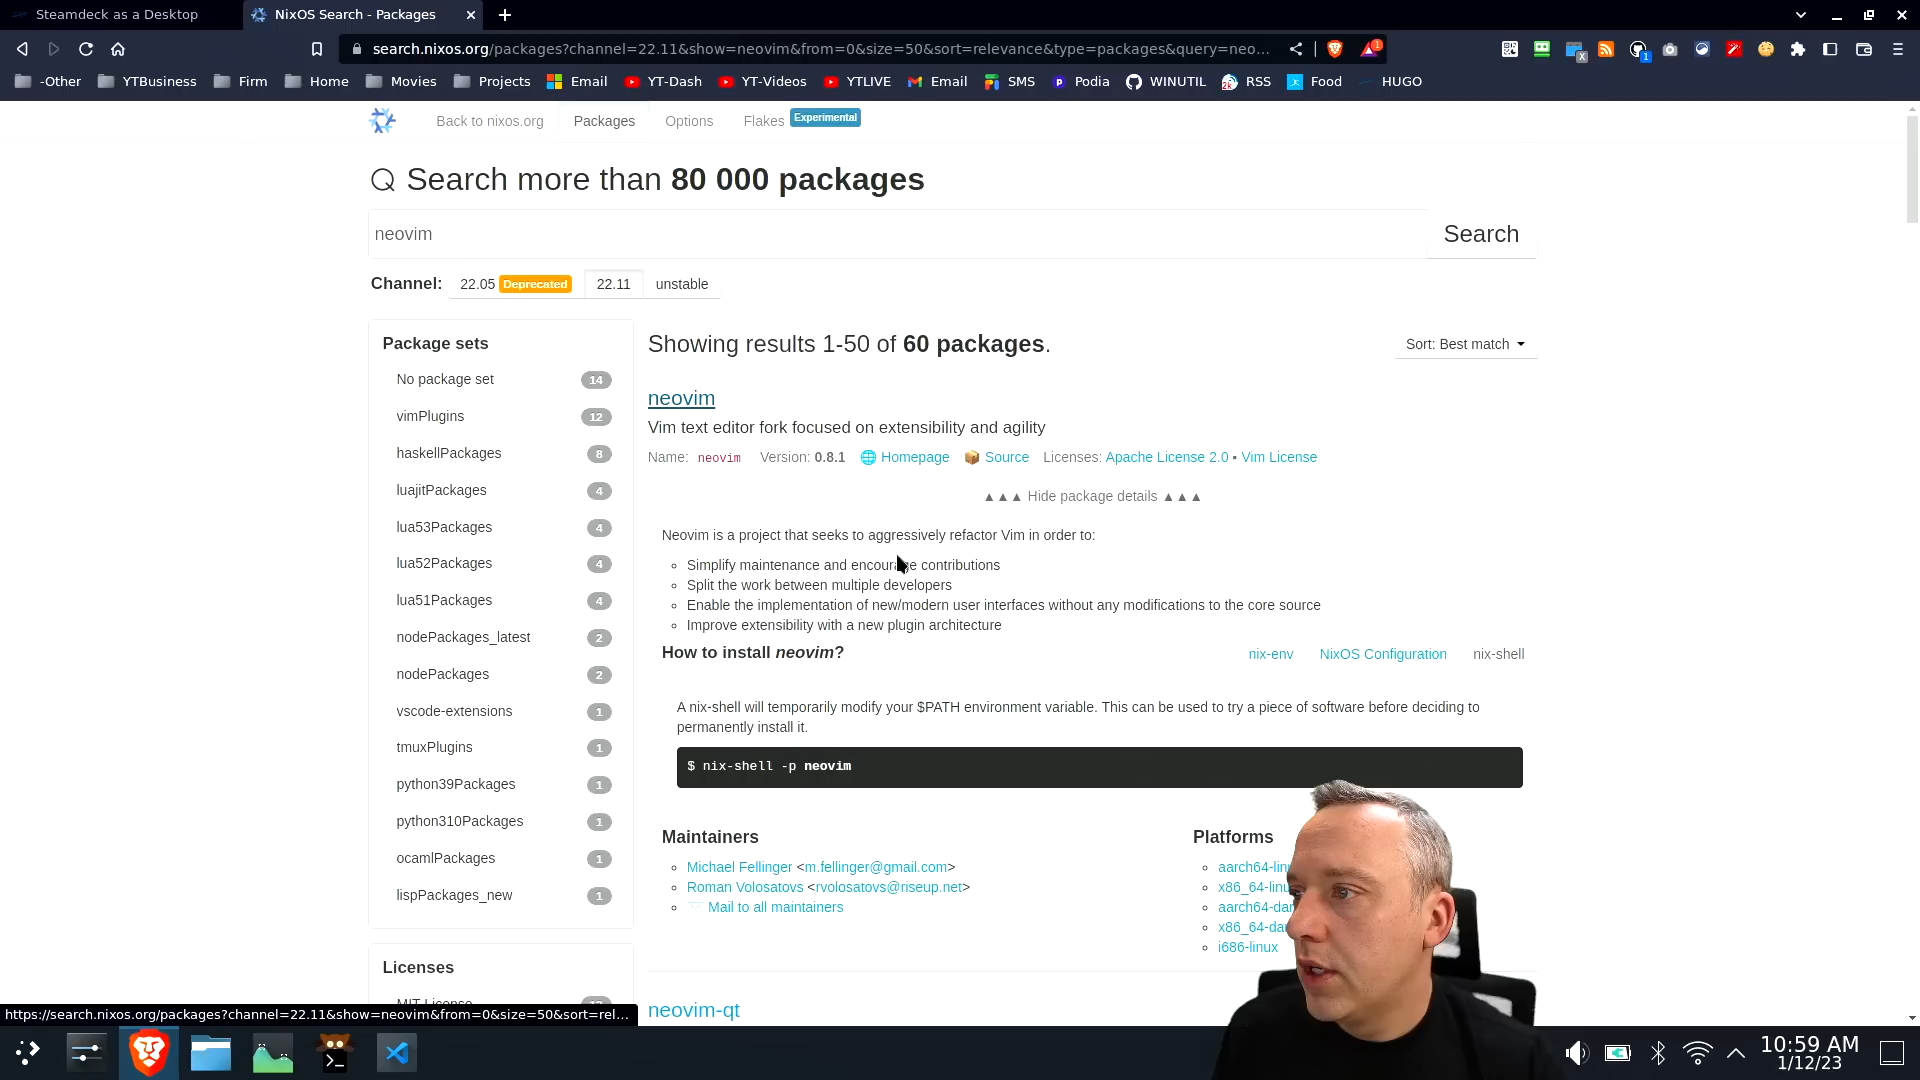 Steamdeck as a Desktop
NixOS Search - Packages
search.nixos.org/packages?channel=22.11&show=neovim&from=0&size=50&sort=relevance&type=packages&query=neo...
1
X
1
-Other
YTBusiness
Firm
Home
Movies
Projects
Email
YT-Dash
YT-Videos
YTLIVE
Email
SMS
Podia
WINUTIL
RSS
Food
HUGO
Back to nixos.org
Packages
Options
Flakes Experimental
Search more than 80 000 packages
neovim
Search
Channel: 22.05 Deprecated 22.11 unstable
Package sets
No package set 14
vimPlugins 12
haskellPackages 8
luajitPackages 4
lua53Packages 4
lua52Packages 4
lua51Packages 4
nodePackages_latest 2
nodePackages 2
vscode-extensions 1
tmuxPlugins 1
python39Packages 1
python310Packages 1
ocamlPackages 1
lispPackages_new 1
Licenses
MIT License
Showing results 1-50 of 60 packages.
Sort: Best match
neovim
Vim text editor fork focused on extensibility and agility
Name: neovim Version: 0.8.1 Homepage Source Licenses: Apache License 2.0 ▪ Vim License
▲▲▲ Hide package details ▲▲▲
Neovim is a project that seeks to aggressively refactor Vim in order to:
Simplify maintenance and encourage contributions
Split the work between multiple developers
Enable the implementation of new/modern user interfaces without any modifications to the core source
Improve extensibility with a new plugin architecture
How to install neovim?
nix-env
NixOS Configuration
nix-shell
A nix-shell will temporarily modify your $PATH environment variable. This can be used to try a piece of software before deciding to
permanently install it.
$ nix-shell -p neovim
Maintainers
Michael Fellinger <m.fellinger@gmail.com>
Roman Volosatovs <rvolosatovs@riseup.net>
Mail to all maintainers
Platforms
aarch64-lin
x86_64-linu
aarch64-dar
x86_64-da
i686-linux
neovim-qt
https://search.nixos.org/packages?channel=22.11&show=neovim&from=0&size=50&sort=rel...
10:59 AM
1/12/23